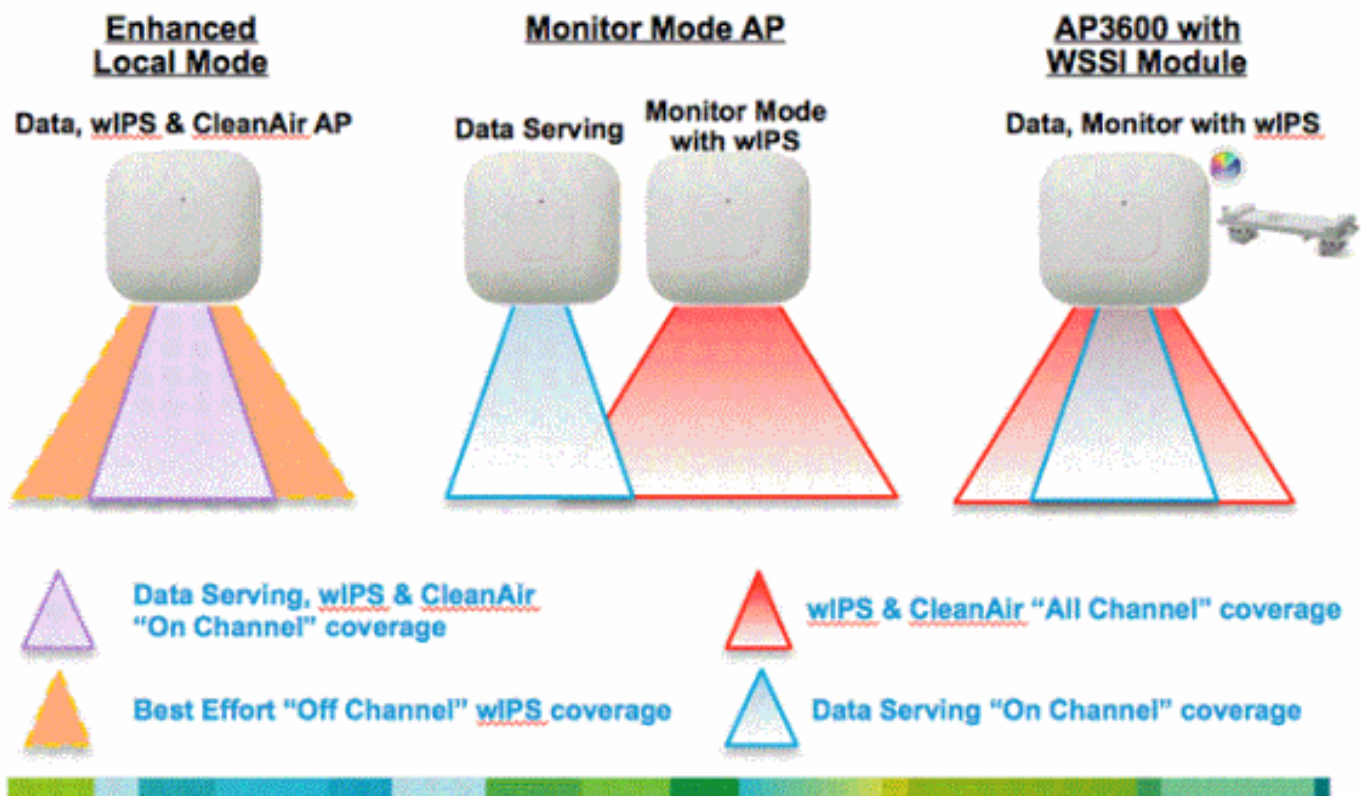 Enhanced
Local Mode
Data, wIPS & CleanAir AP
Monitor Mode AP
Data Serving
Monitor Mode
with wIPS
AP3600 with
WSSI Module
Data, Monitor with wIPS
Data Serving, wIPS & CleanAir
"On Channel" coverage
Best Effort "Off Channel" wIPS coverage
wIPS & CleanAir "All Channel" coverage
Data Serving "On Channel" coverage